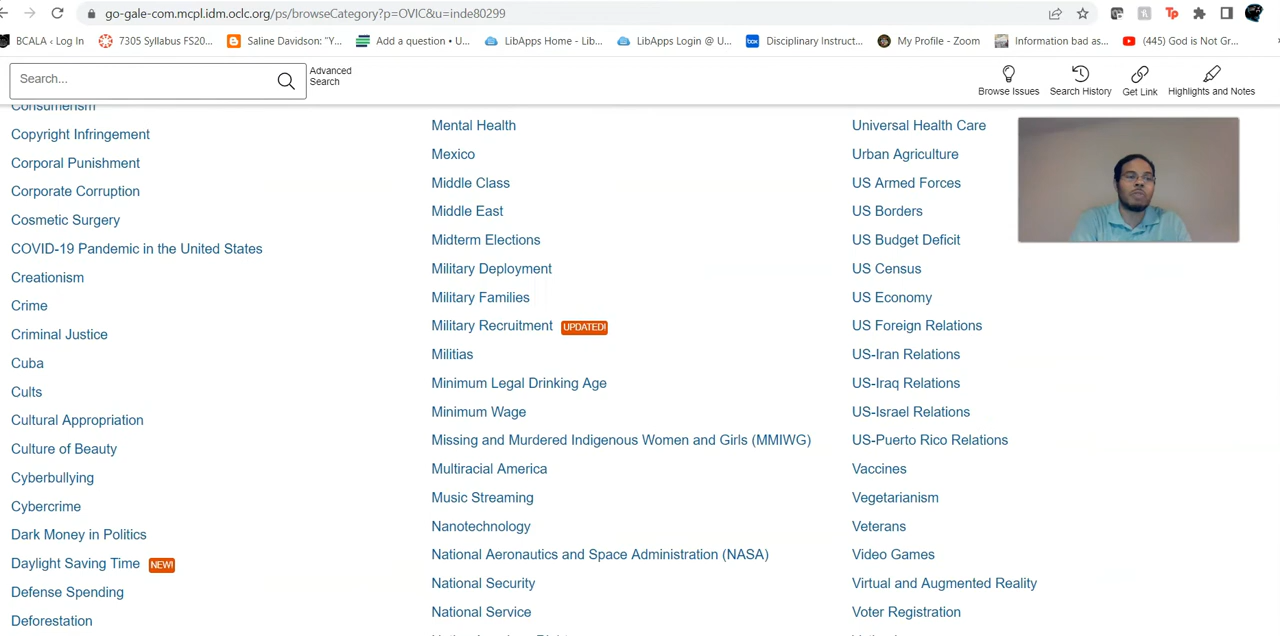 go-gale-com.mcpl.idm.oclc.org/ps/browseCategory?p=OVIC&u=inde80299
BCALA ‹ Log In
7305 Syllabus FS20...
Saline Davidson: "Y...
Add a question • U...
LibApps Home - Lib...
LibApps Login @ U...
box
Disciplinary Instruct...
My Profile - Zoom
Information bad as...
(445) God is Not Gr...
Search...
Advanced
Search
Browse Issues
Search History
Get Link
Highlights and Notes
Consumerism
Copyright Infringement
Corporal Punishment
Corporate Corruption
Cosmetic Surgery
COVID-19 Pandemic in the United States
Creationism
Crime
Criminal Justice
Cuba
Cults
Cultural Appropriation
Culture of Beauty
Cyberbullying
Cybercrime
Dark Money in Politics
Daylight Saving Time NEW!
Defense Spending
Deforestation
Mental Health
Mexico
Middle Class
Middle East
Midterm Elections
Military Deployment
Military Families
Military Recruitment UPDATED!
Militias
Minimum Legal Drinking Age
Minimum Wage
Missing and Murdered Indigenous Women and Girls (MMIWG)
Multiracial America
Music Streaming
Nanotechnology
National Aeronautics and Space Administration (NASA)
National Security
National Service
Universal Health Care
Urban Agriculture
US Armed Forces
US Borders
US Budget Deficit
US Census
US Economy
US Foreign Relations
US-Iran Relations
US-Iraq Relations
US-Israel Relations
US-Puerto Rico Relations
Vaccines
Vegetarianism
Veterans
Video Games
Virtual and Augmented Reality
Voter Registration